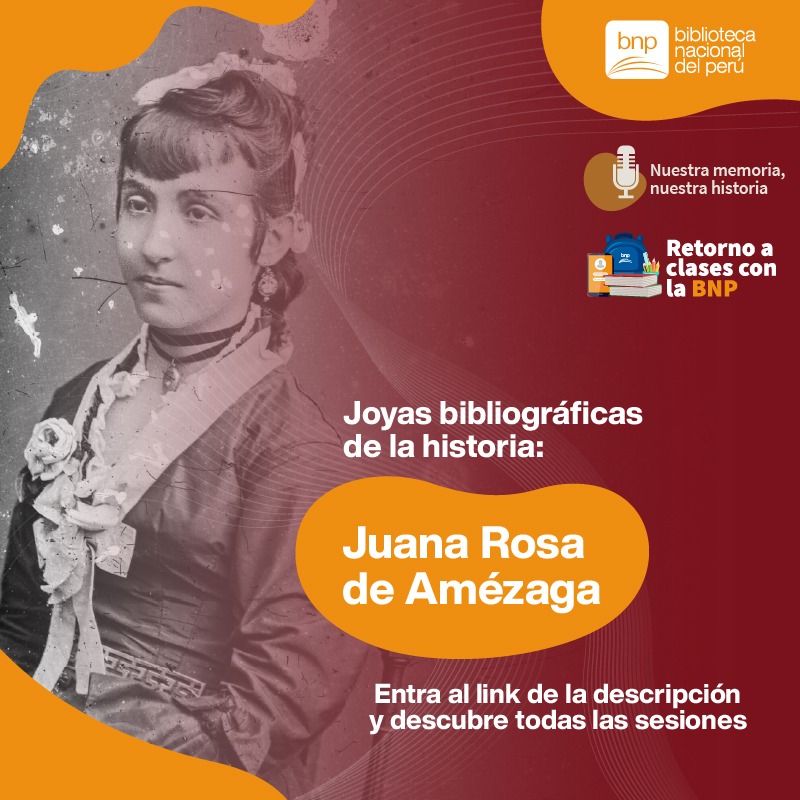 bnp
biblioteca
nacional
del perú
Nuestra memoria,
nuestra historia
bnp
Retorno a
clases con
la BNP
Joyas bibliográficas
de la historia:
Juana Rosa
de Amézaga
Entra al link de la descripción
y descubre todas las sesiones